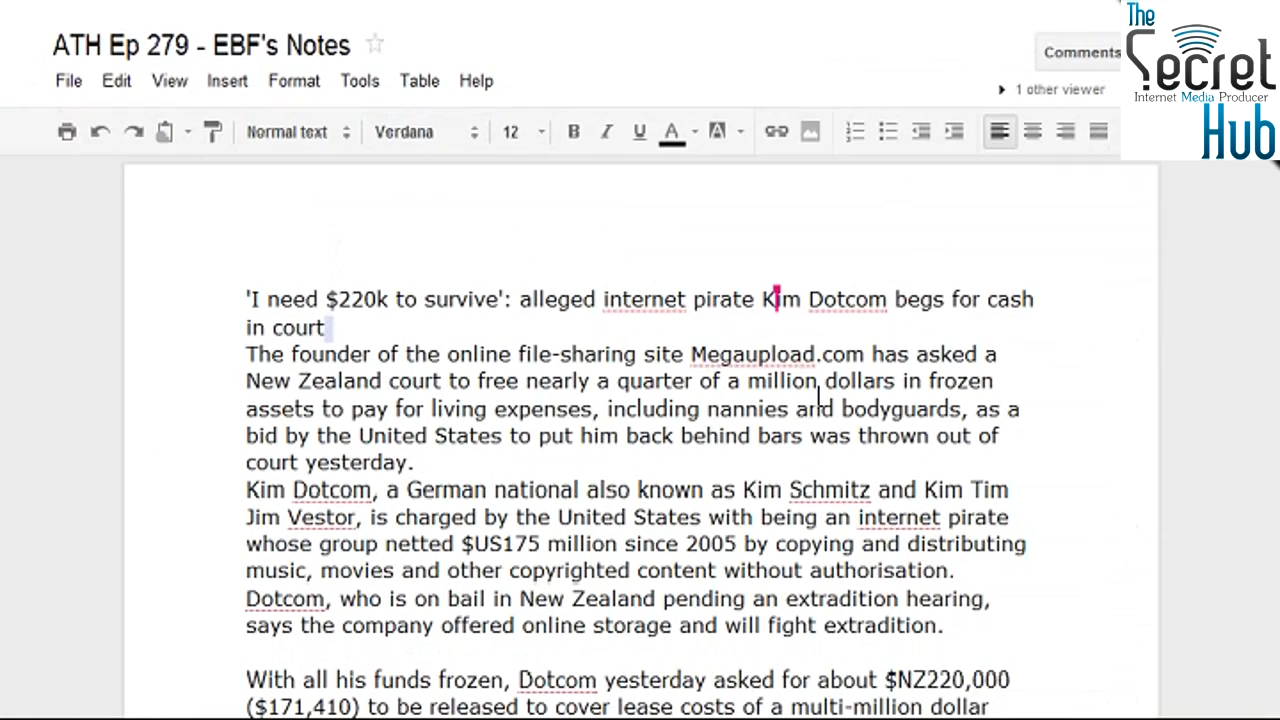 ATH Ep 279 - EBF's Notes
The
Secret
Internet Media Producer
Hub
Comments
1 other viewer
File Edit View Insert Format Tools Table Help
Normal text Verdana 12 B I U A A
'I need $220k to survive': alleged internet pirate Kim Dotcom begs for cash
in court
The founder of the online file-sharing site Megaupload.com has asked a
New Zealand court to free nearly a quarter of a million dollars in frozen
assets to pay for living expenses, including nannies and bodyguards, as a
bid by the United States to put him back behind bars was thrown out of
court yesterday.
Kim Dotcom, a German national also known as Kim Schmitz and Kim Tim
Jim Vestor, is charged by the United States with being an internet pirate
whose group netted $US175 million since 2005 by copying and distributing
music, movies and other copyrighted content without authorisation.
Dotcom, who is on bail in New Zealand pending an extradition hearing,
says the company offered online storage and will fight extradition.
With all his funds frozen, Dotcom yesterday asked for about $NZ220,000
($171,410) to be released to cover lease costs of a multi-million dollar